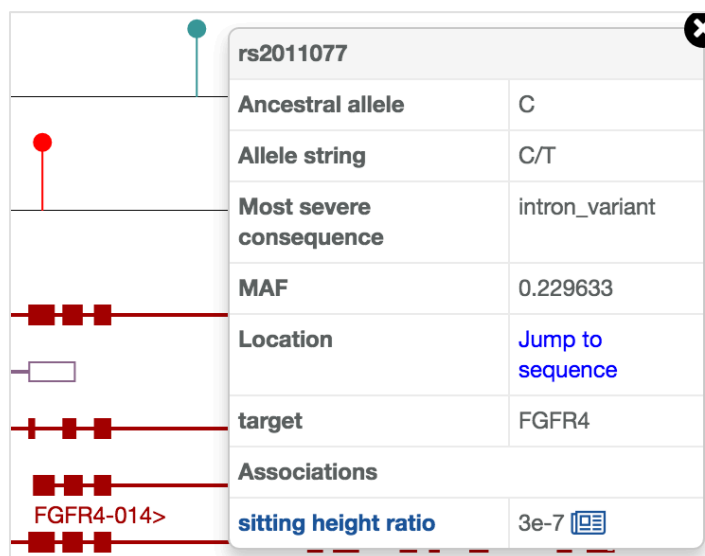 rs2011077
Ancestral allele C
Allele string C/T
Most severe intron_variant
consequence
MAF 0.229633
Location Jump to
sequence
target FGFR4
Associations
sitting height ratio 3e-7
FGFR4-014>